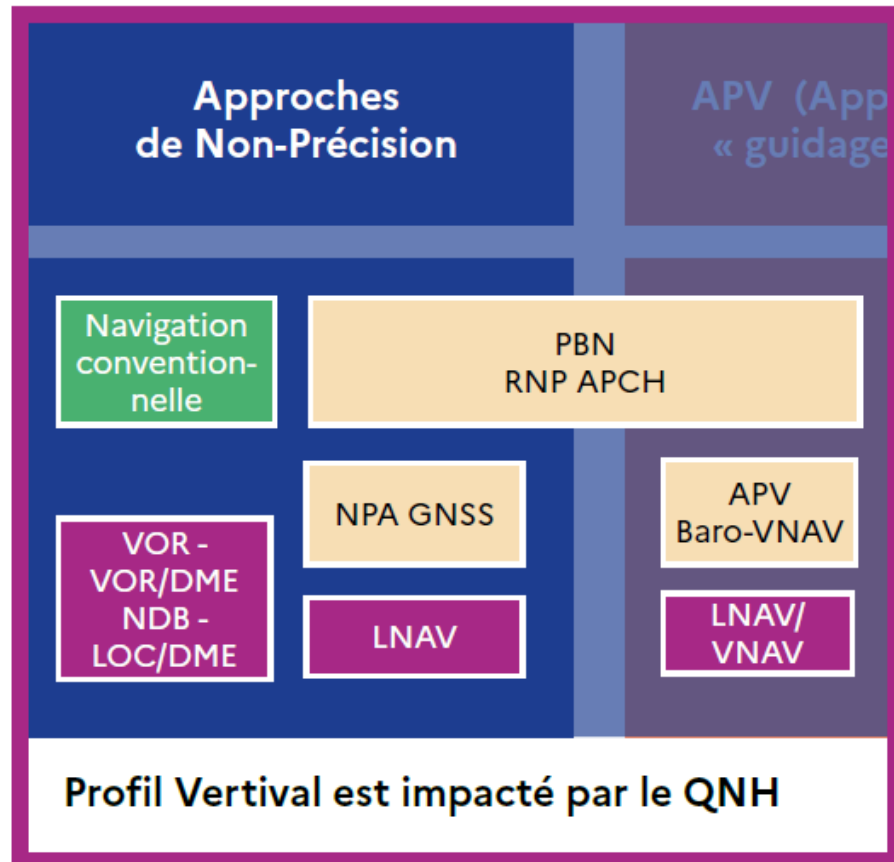 Approches
de Non-Précision
APV (App
« guidage
Navigation
convention-
nelle
PBN
RNP APCH
NPA GNSS
APV
Baro-VNAV
VOR -
VOR/DME
NDB -
LOC/DME
LNAV
LNAV/
VNAV
Profil Vertival est impacté par le QNH